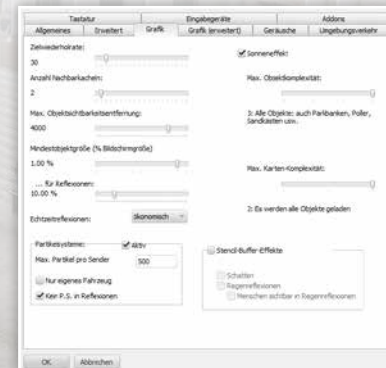 Tastatur
Eingabegeräte
Addons
Allgemeines
Erweitert
Grafik
Grafik (erweitert)
Geräusche
Umgebungsverkehr
Zielwiederholrate:
30
Anzahl Nachbarkacheln:
2
Max. Objektsichtbarkeitsentfernung:
4000
Mindestobjektgröße (% Bildschirmgröße)
1.00 %
... für Reflexionen:
10.00 %
Echtzeitreflexionen:
ökonomisch
Partikelsysteme:
Aktiv
Max. Partikel pro Sender
500
Nur eigenes Fahrzeug
Kein P.S. in Reflexionen
Sonneneffekt
Max. Objektkomplexität:
3: Alle Objekte: auch Parkbänken, Poller,
Sandkästen usw.
Max. Karten-Komplexität:
2: Es werden alle Objekte geladen
Stencil-Buffer-Effekte
Schatten
Regenreflexionen
Menschen sichtbar in Regenreflexionen
OK
Abbrechen